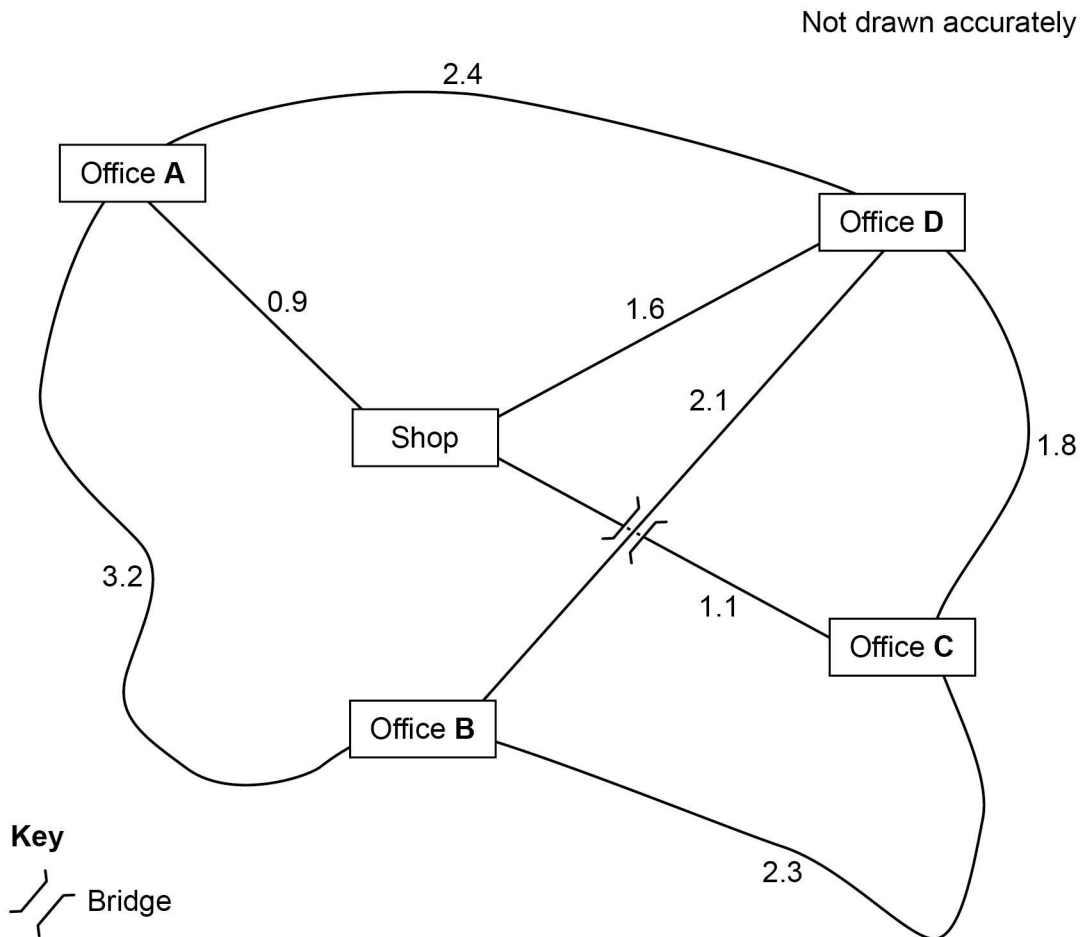 Not drawn accurately
2.4
Office A
Office D
0.9
1.6
Shop
2.1
1.8
3.2
1.1
Office C
Office B
2.3
Key
Bridge